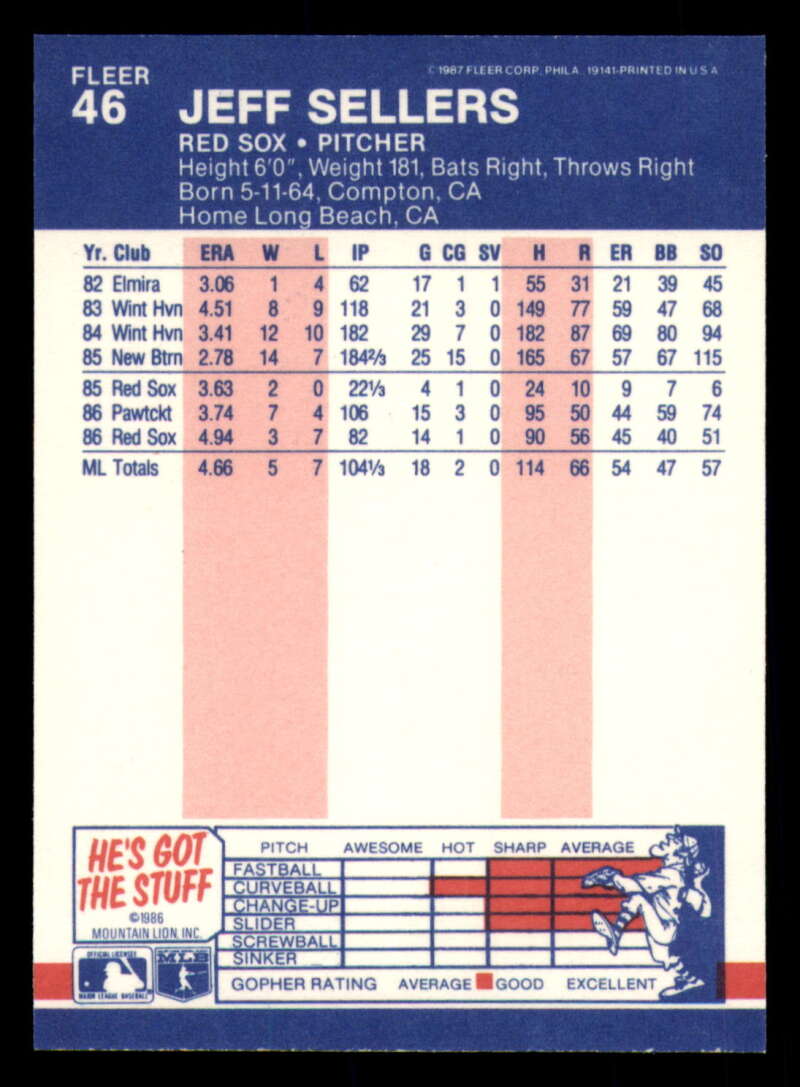 FLEER
©1987 FLEER CORP., PHILA. 19141-PRINTED IN U S A
46 JEFF SELLERS
RED SOX • PITCHER
Height 6'0", Weight 181, Bats Right, Throws Right
Born 5-11-64, Compton, CA
Home Long Beach, CA
Yr. Club ERA W L IP G CG SV H R ER BB SO
82 Elmira 3.06 1 4 62 17 1 1 55 31 21 39 45
83 Wint Hvn 4.51 8 9 118 21 3 0 149 77 59 47 68
84 Wint Hvn 3.41 12 10 182 29 7 0 182 87 69 80 94
85 New Btrn 2.78 14 7 184⅔ 25 15 0 165 67 57 67 115
85 Red Sox 3.63 2 0 22⅓ 4 1 0 24 10 9 7 6
86 Pawtckt 3.74 7 4 106 15 3 0 95 50 44 59 74
86 Red Sox 4.94 3 7 82 14 1 0 90 56 45 40 51
ML Totals 4.66 5 7 104⅓ 18 2 0 114 66 54 47 57
HE'S GOT
THE STUFF
©1986
MOUNTAIN LION, INC.
PITCH AWESOME HOT SHARP AVERAGE
FASTBALL
CURVEBALL
CHANGE-UP
SLIDER
SCREWBALL
SINKER
GOPHER RATING AVERAGE GOOD EXCELLENT
OFFICIAL LICENSEE
MAJOR LEAGUE BASEBALL
MLB